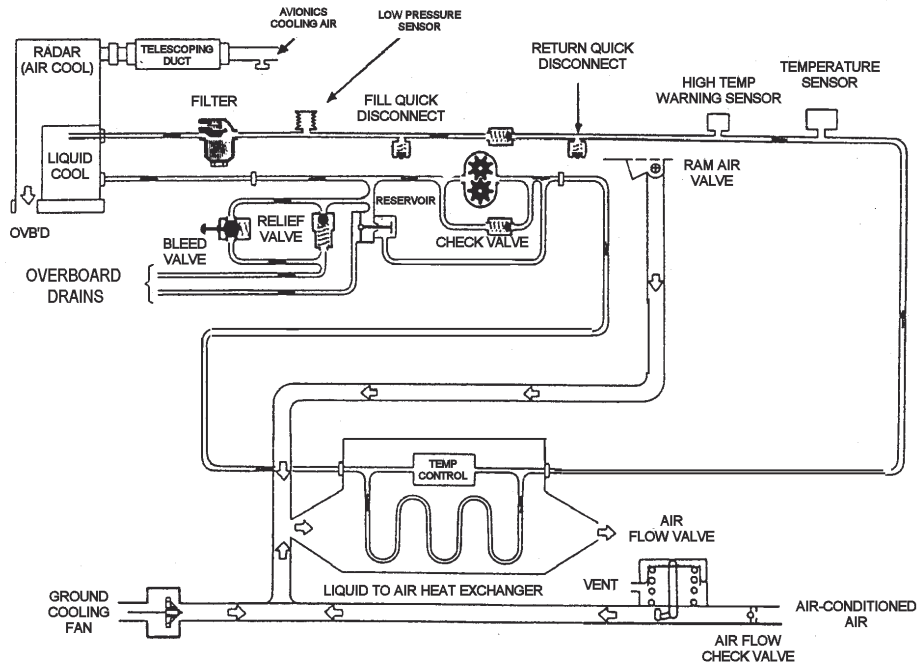 AVIONICS
COOLING AIR
LOW PRESSURE
SENSOR
RADAR
(AIR COOL)
TELESCOPING
DUCT
RETURN QUICK
DISCONNECT
HIGH TEMP
WARNING SENSOR
TEMPERATURE
SENSOR
FILTER
FILL QUICK
DISCONNECT
LIQUID
COOL
RAM AIR
VALVE
RESERVOIR
OVB'D
BLEED
VALVE
RELIEF
VALVE
CHECK VALVE
OVERBOARD
DRAINS
TEMP
CONTROL
AIR
FLOW VALVE
LIQUID TO AIR HEAT EXCHANGER
VENT
GROUND
COOLING
FAN
AIR-CONDITIONED
AIR
AIR FLOW
CHECK VALVE